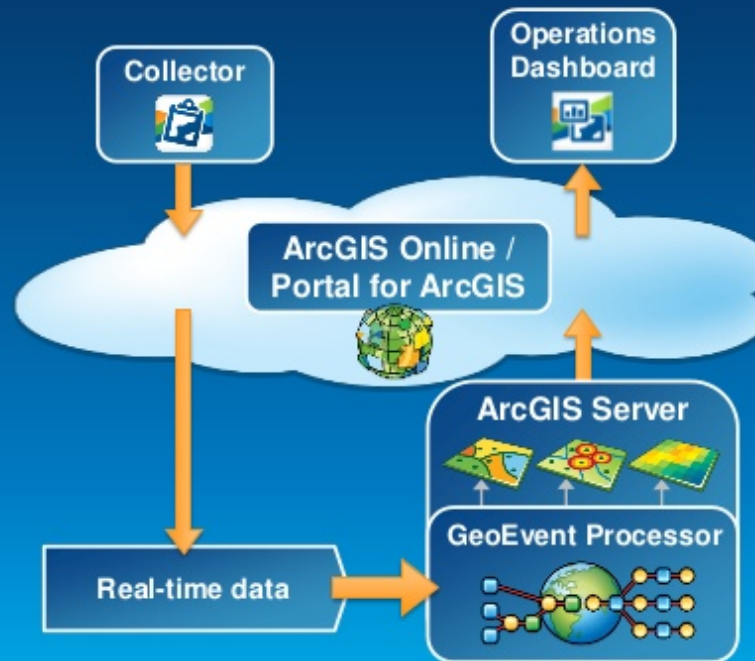 Collector
Operations
Dashboard
ArcGIS Online /
Portal for ArcGIS
ArcGIS Server
GeoEvent Processor
Real-time data